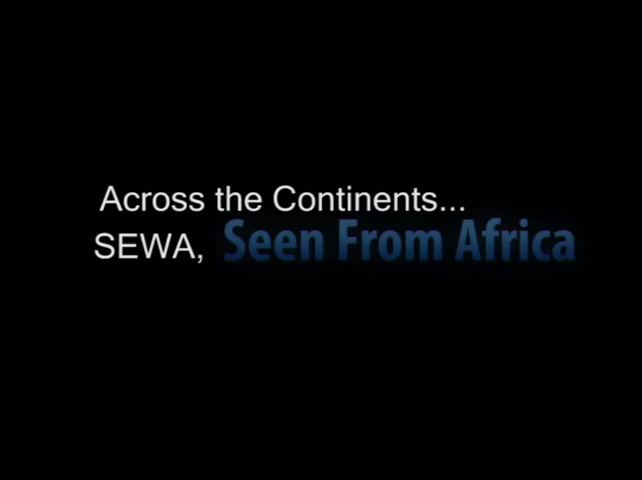 Across the Continents...
SEWA, Seen From Africa